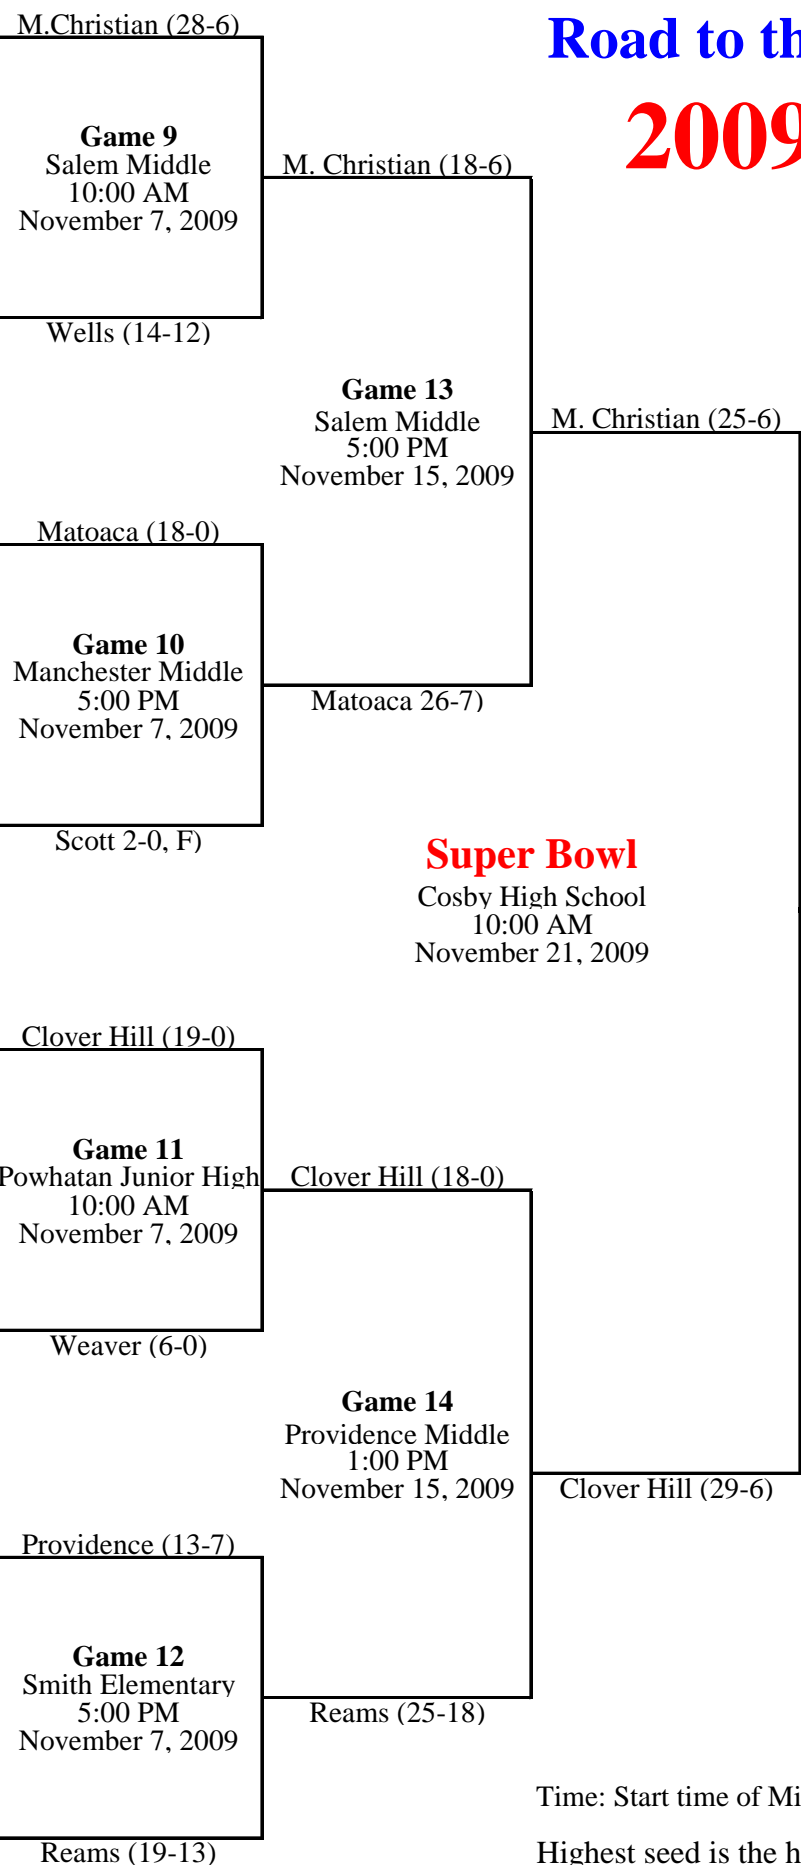 M.Christian (28-6)
Road to th
2009
Game 9
Salem Middle
10:00 AM
November 7, 2009
M. Christian (18-6)
Wells (14-12)
Game 13
Salem Middle
5:00 PM
November 15, 2009
M. Christian (25-6)
Matoaca (18-0)
Game 10
Manchester Middle
5:00 PM
November 7, 2009
Matoaca 26-7)
Scott 2-0, F)
Super Bowl
Cosby High School
10:00 AM
November 21, 2009
Clover Hill (19-0)
Game 11
Powhatan Junior High
10:00 AM
November 7, 2009
Clover Hill (18-0)
Weaver (6-0)
Game 14
Providence Middle
1:00 PM
November 15, 2009
Clover Hill (29-6)
Providence (13-7)
Game 12
Smith Elementary
5:00 PM
November 7, 2009
Reams (25-18)
Time: Start time of Mi
Reams (19-13)
Highest seed is the h